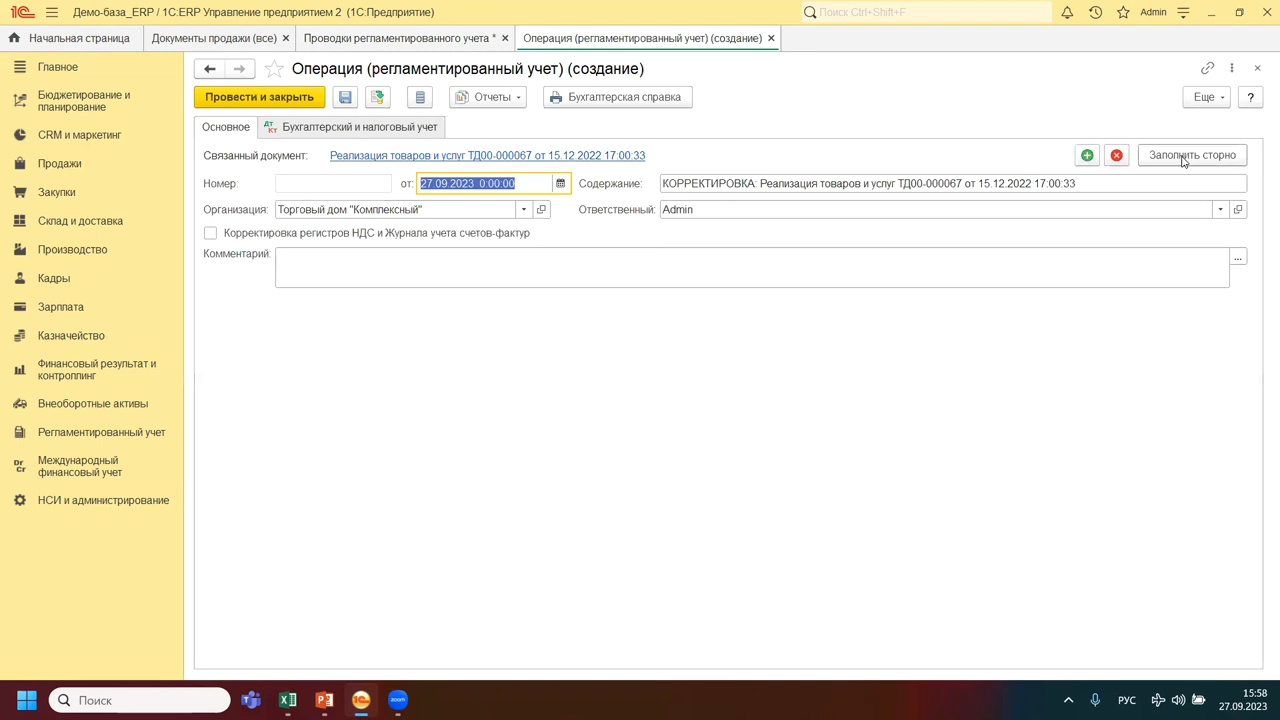 Демо-база_ERP / 1С:ERP Управление предприятием 2 (1С:Предприятие)
Поиск Ctrl+Shift+F
Admin
Начальная страница
Документы продажи (все) ×
Проводки регламентированного учета * ×
Операция (регламентированный учет) (создание) ×
Главное
Бюджетирование и
планирование
CRM и маркетинг
Продажи
Закупки
Склад и доставка
Производство
Кадры
Зарплата
Казначейство
Финансовый результат и
контроллинг
Внеоборотные активы
Регламентированный учет
Международный
финансовый учет
НСИ и администрирование
Операция (регламентированный учет) (создание)
Провести и закрыть
Отчеты
Бухгалтерская справка
Еще
?
Основное
Дт Кт Бухгалтерский и налоговый учет
Связанный документ: Реализация товаров и услуг ТД00-000067 от 15.12.2022 17:00:33
Заполнить сторно
Номер: от: 27.09.2023 0:00:00 Содержание: КОРРЕКТИРОВКА: Реализация товаров и услуг ТД00-000067 от 15.12.2022 17:00:33
Организация: Торговый дом "Комплексный" Ответственный: Admin
Корректировка регистров НДС и Журнала учета счетов-фактур
Комментарий: ...
Поиск
РУС
15:58
27.09.2023